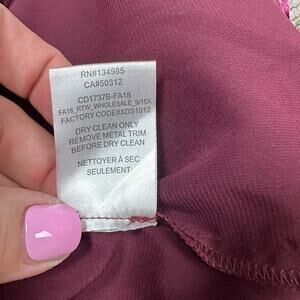 RN#134985
CA#50312
CD1737B-FA18
FA18_RTW_WHOLESALE_9/15X
FACTORY CODE#XDS1012
DRY CLEAN ONLY
REMOVE METAL TRIM
BEFORE DRY CLEAN
NETTOYER À SEC
SEULEMENT